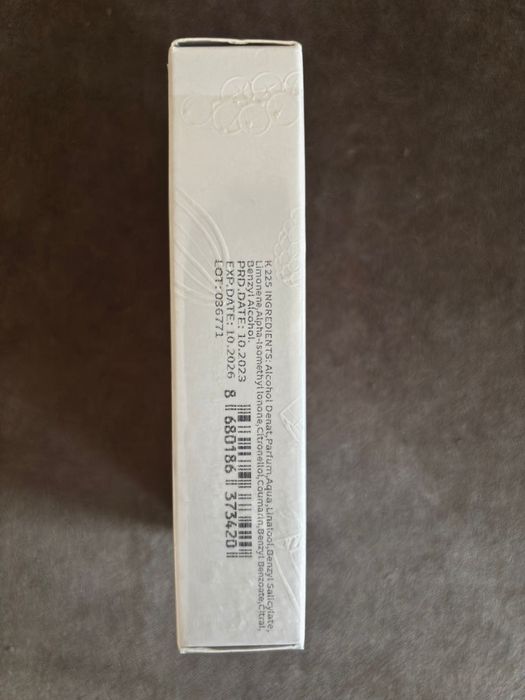 K 225 INGREDIENTS: Alcohol Denat,Parfum,Aqua,Linalool,Benzyl Salicylate,
Limonene,Alpha-Isomethyl Ionone,Citronellol,Coumarin,Benzyl Benzoate,Citral,
Benzyl Alcohol.
PRD.DATE: 10.2023
EXP.DATE: 10.2026
LOT: 036771
8 680186 373420